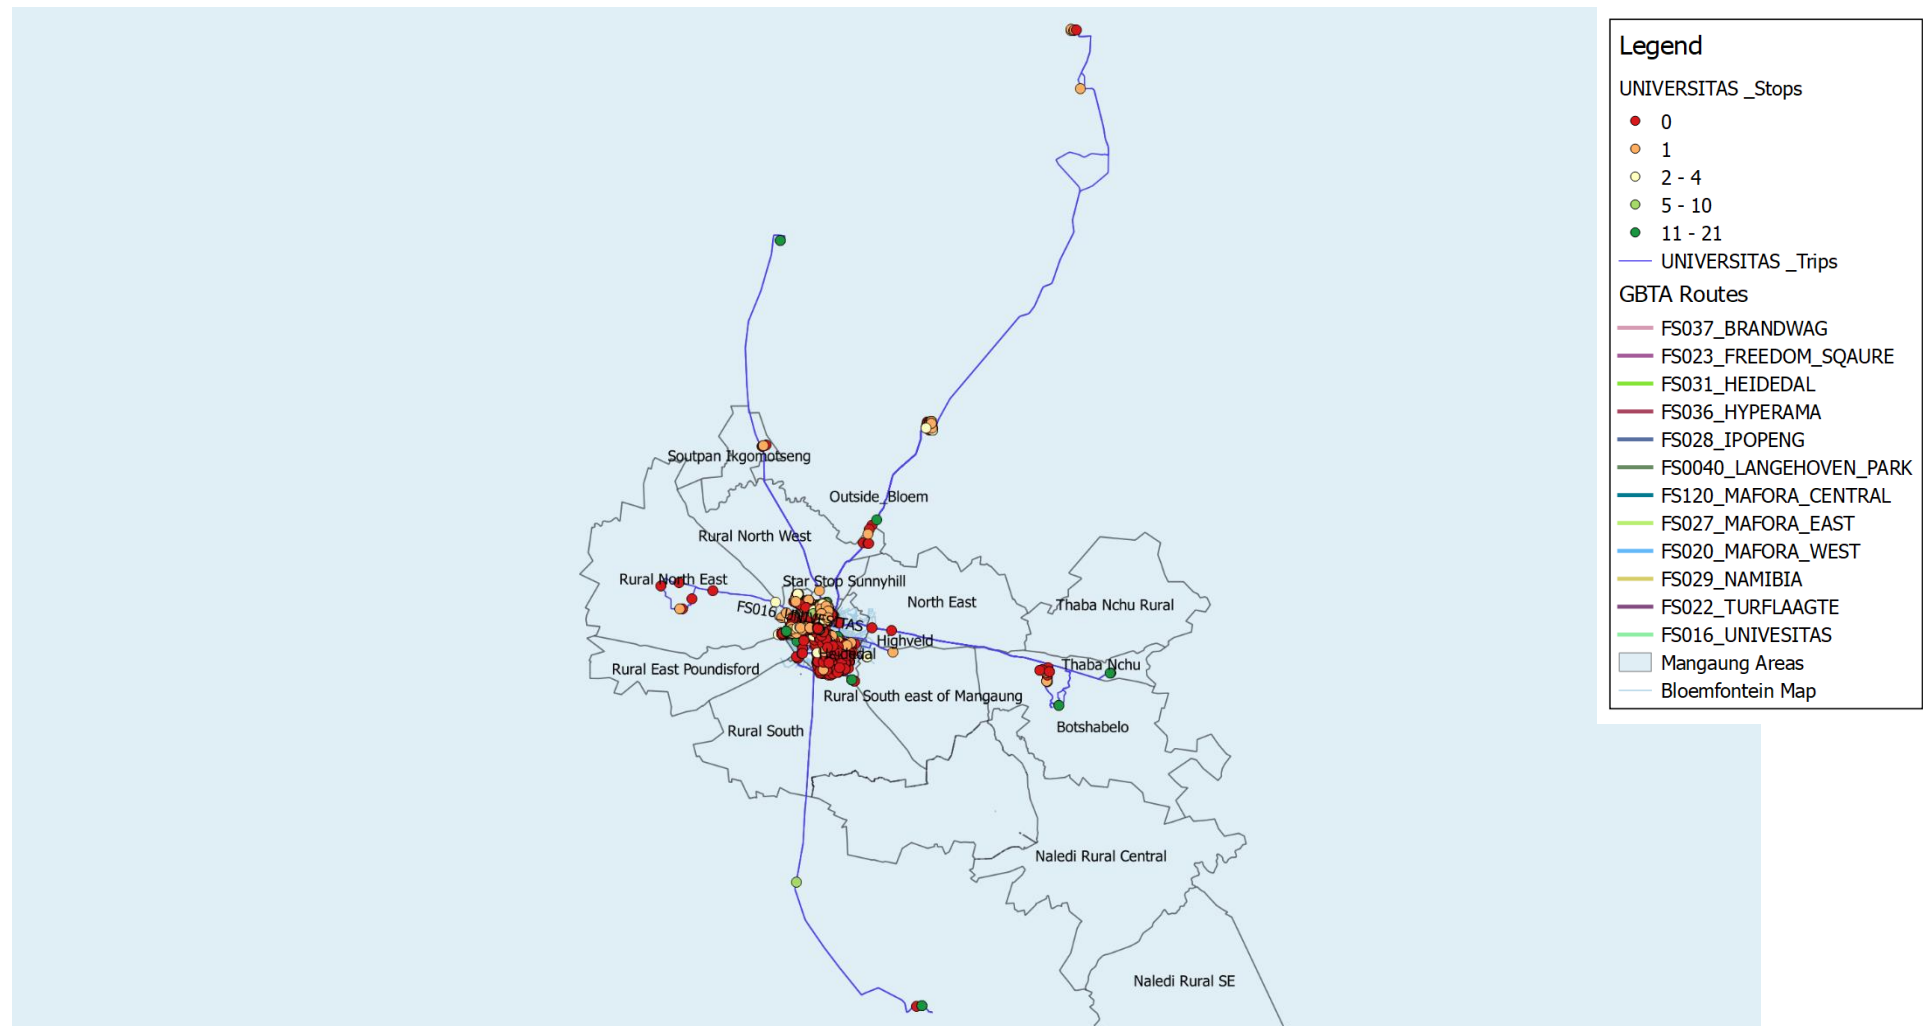 Soutpan Ikgomotseng
Outside_Bloem
Rural North West
Rural North East
Star Stop Sunnyhill
North East
Thaba Nchu Rural
Highveld
Rural East Poundisford
Thaba Nchu
Rural South east of Mangaung
Rural South
Botshabelo
Naledi Rural Central
Naledi Rural SE
Legend
UNIVERSITAS _Stops
0
1
2 - 4
5 - 10
11 - 21
UNIVERSITAS _Trips
GBTA Routes
FS037_BRANDWAG
FS023_FREEDOM_SQAURE
FS031_HEIDEDAL
FS036_HYPERAMA
FS028_IPOPENG
FS0040_LANGEHOVEN_PARK
FS120_MAFORA_CENTRAL
FS027_MAFORA_EAST
FS020_MAFORA_WEST
FS029_NAMIBIA
FS022_TURFLAAGTE
FS016_UNIVESITAS
Mangaung Areas
Bloemfontein Map